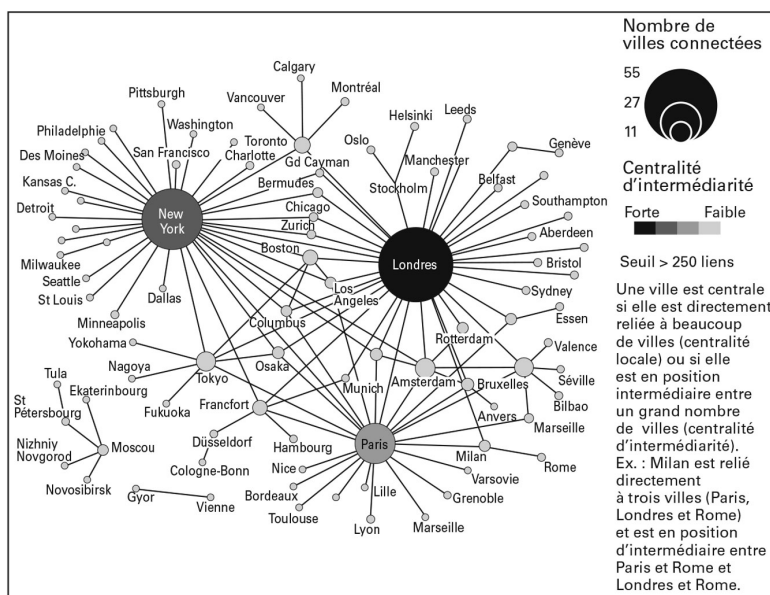 Nombre de
villes connectées
55
27
11
Centralité
d'intermédiarité
Forte
Faible
Seuil > 250 liens
Une ville est centrale
si elle est directement
reliée à beaucoup
de villes (centralité
locale) ou si elle
est en position
intermédiaire entre
un grand nombre
de villes (centralité
d'intermédiarité).
Ex. : Milan est relié
directement
à trois villes (Paris,
Londres et Rome)
et est en position
d'intermédiaire entre
Paris et Rome et
Londres et Rome.
Calgary
Montréal
Vancouver
Pittsburgh
Washington
Philadelphie
Toronto
San Francisco
Charlotte
Des Moines
Gd Cayman
Kansas C.
Bermudes
Detroit
New
York
Chicago
Zurich
Boston
Milwaukee
Seattle
St Louis
Dallas
Minneapolis
Los
Angeles
Columbus
Helsinki
Leeds
Oslo
Genève
Manchester
Stockholm
Belfast
Southampton
Aberdeen
Londres
Bristol
Sydney
Essen
Rotterdam
Valence
Yokohama
Nagoya
Tokyo
Osaka
Fukuoka
Munich
Amsterdam
Bruxelles
Séville
Bilbao
Anvers
Marseille
Tula
Ekaterinbourg
St
Pétersbourg
Moscou
Nizhniy
Novgorod
Novosibirsk
Gyor
Vienne
Francfort
Düsseldorf
Hambourg
Cologne-Bonn
Paris
Milan
Rome
Nice
Varsovie
Bordeaux
Lille
Grenoble
Toulouse
Lyon
Marseille